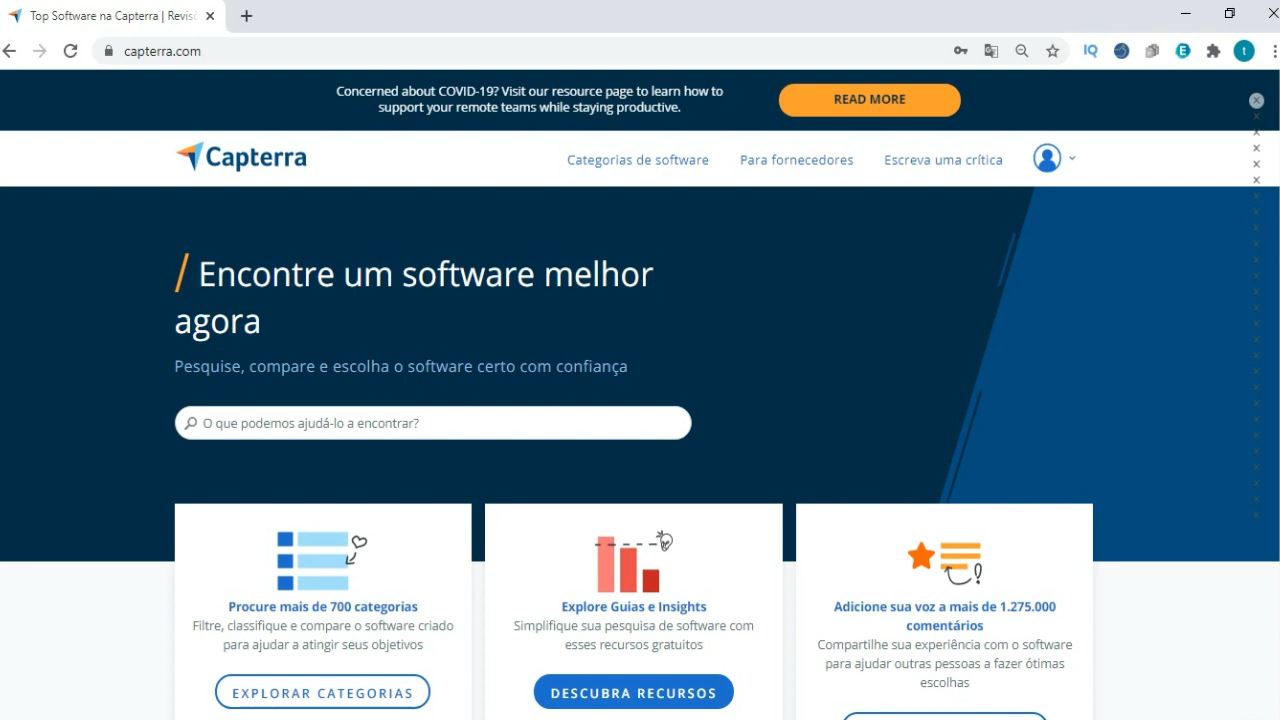 Top Software na Capterra | Revisõ
capterra.com
IQ
E
t
Concerned about COVID-19? Visit our resource page to learn how to
support your remote teams while staying productive.
READ MORE
Capterra
Categorias de software
Para fornecedores
Escreva uma crítica
/ Encontre um software melhor
agora
Pesquise, compare e escolha o software certo com confiança
O que podemos ajudá-lo a encontrar?
Procure mais de 700 categorias
Filtre, classifique e compare o software criado
para ajudar a atingir seus objetivos
EXPLORAR CATEGORIAS
Explore Guias e Insights
Simplifique sua pesquisa de software com
esses recursos gratuitos
DESCUBRA RECURSOS
Adicione sua voz a mais de 1.275.000
comentários
Compartilhe sua experiência com o software
para ajudar outras pessoas a fazer ótimas
escolhas